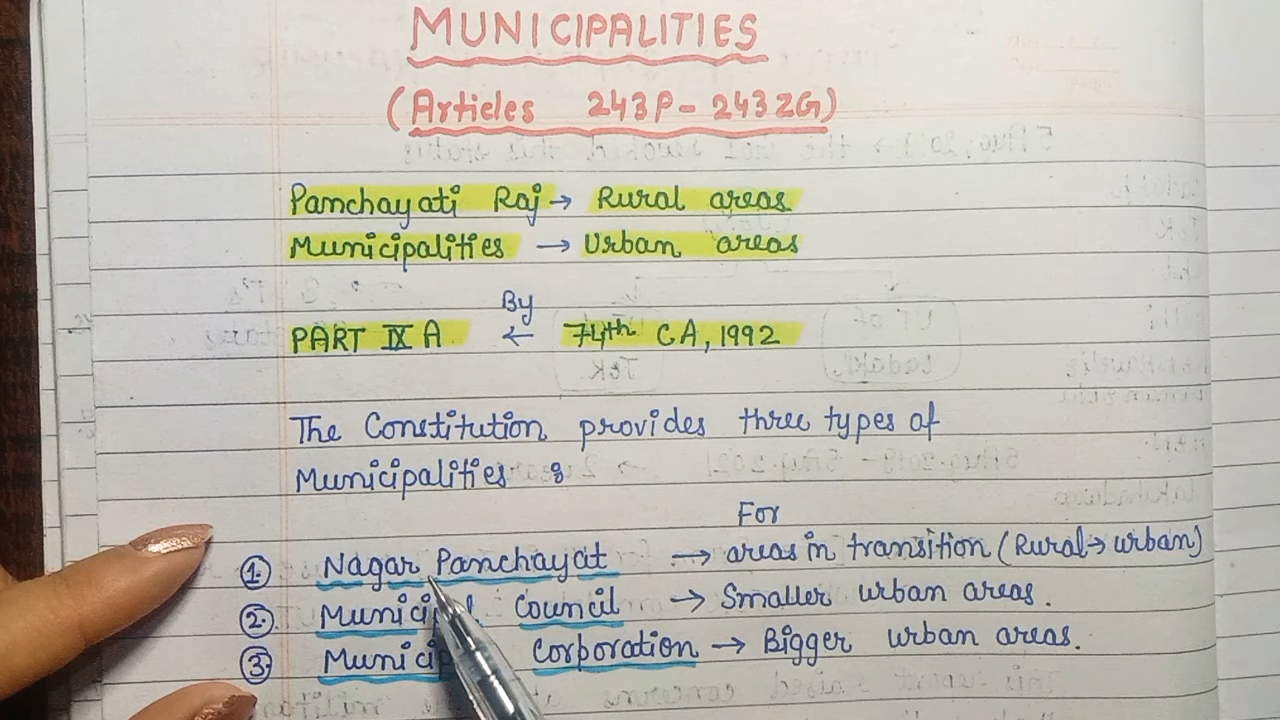 MUNICIPALITIES
(Articles 243P - 243ZG)
Panchayati Raj → Rural areas
Municipalities → Urban areas
By
PART IX A ← 74th CA, 1992
The Constitution provides three types of
Municipalities :
For
1. Nagar Panchayat → areas in transition (Rural → urban)
2. Municipal Council → Smaller urban areas.
3. Municip Corporation → Bigger urban areas.